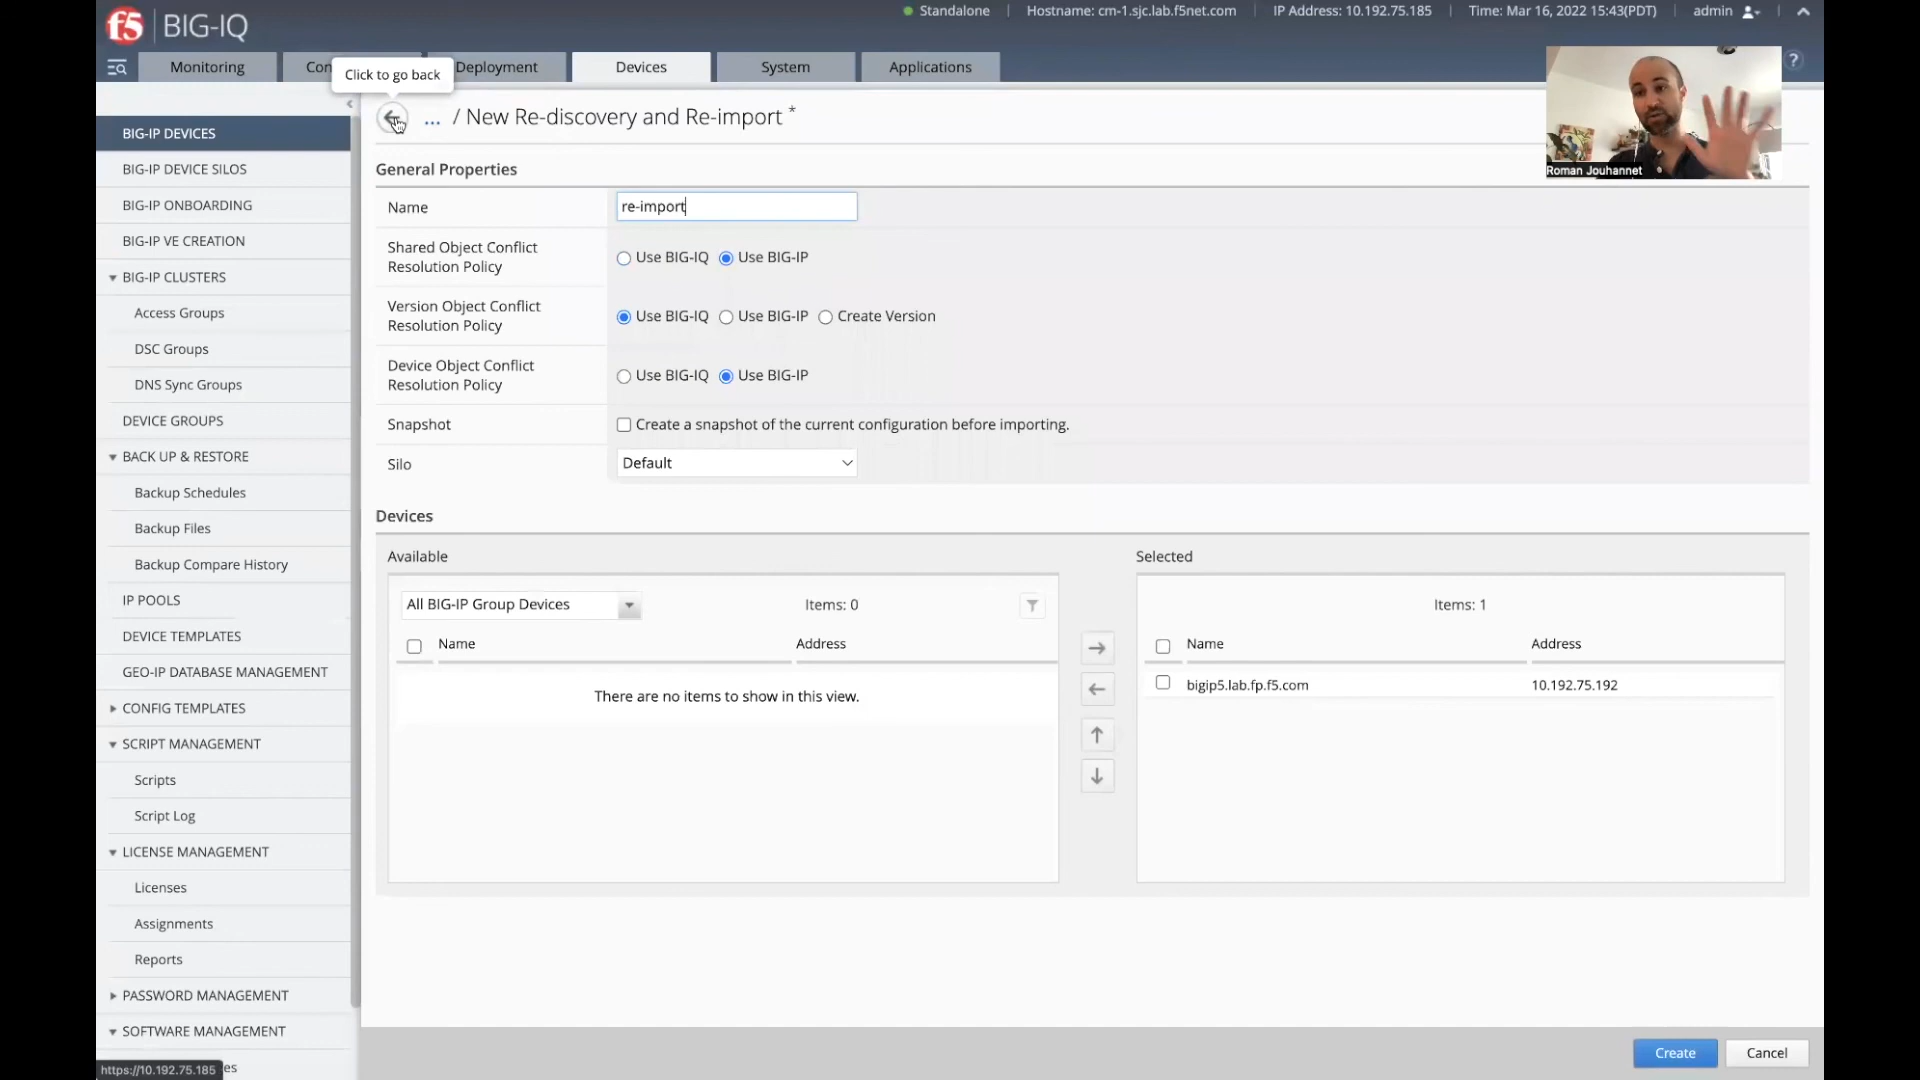 f5 BIG-IQ
Standalone
Hostname: cm-1.sjc.lab.f5net.com
IP Address: 10.192.75.185
Time: Mar 16, 2022 15:43(PDT)
admin
Monitoring
Con
Deployment
Devices
System
Applications
?
Click to go back
... / New Re-discovery and Re-import *
Roman Jouhannet
BIG-IP DEVICES
BIG-IP DEVICE SILOS
BIG-IP ONBOARDING
BIG-IP VE CREATION
BIG-IP CLUSTERS
Access Groups
DSC Groups
DNS Sync Groups
DEVICE GROUPS
BACK UP & RESTORE
Backup Schedules
Backup Files
Backup Compare History
IP POOLS
DEVICE TEMPLATES
GEO-IP DATABASE MANAGEMENT
CONFIG TEMPLATES
SCRIPT MANAGEMENT
Scripts
Script Log
LICENSE MANAGEMENT
Licenses
Assignments
Reports
PASSWORD MANAGEMENT
SOFTWARE MANAGEMENT
https://10.192.75.185
es
General Properties
Name
re-import
Shared Object Conflict
Resolution Policy
Use BIG-IQ Use BIG-IP
Version Object Conflict
Resolution Policy
Use BIG-IQ Use BIG-IP Create Version
Device Object Conflict
Resolution Policy
Use BIG-IQ Use BIG-IP
Snapshot
Create a snapshot of the current configuration before importing.
Silo
Default
Devices
Available
All BIG-IP Group Devices
Items: 0
Name Address
There are no items to show in this view.
Selected
Items: 1
Name Address
bigip5.lab.fp.f5.com 10.192.75.192
Create
Cancel